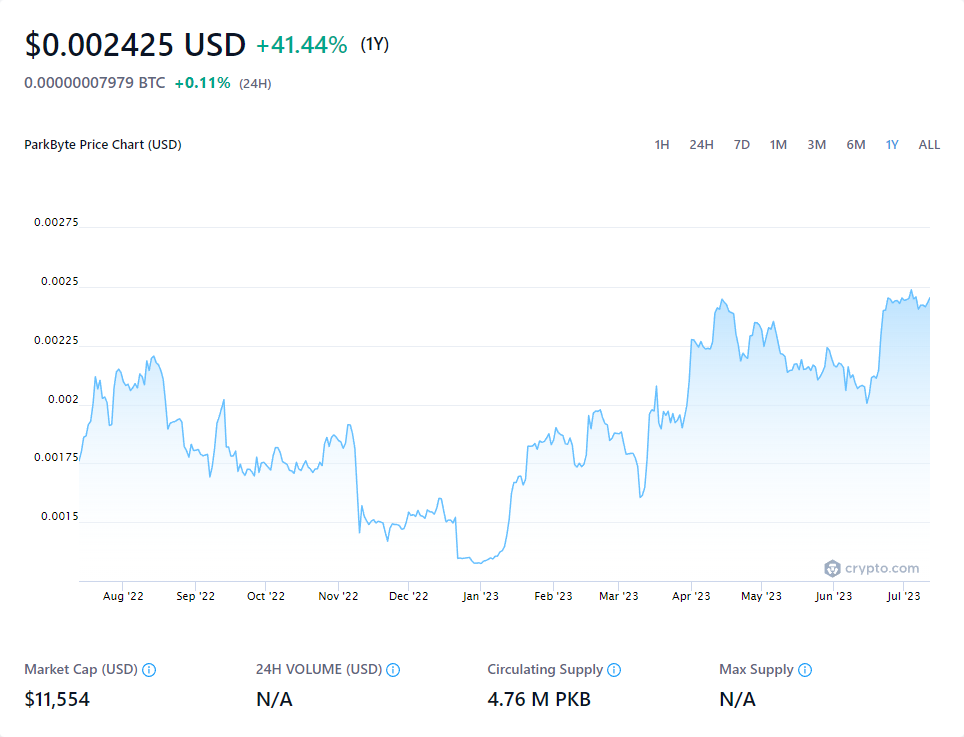 $0.002425 USD +41.44% (1Y)
0.00000007979 BTC +0.11% (24H)
ParkByte Price Chart (USD) 1H 24H 7D 1M 3M 6M 1Y ALL
0.00275
0.0025
0.00225
0.002
0.00175
0.0015
crypto.com
Aug '22 Sep '22 Oct '22 Nov '22 Dec '22 Jan '23 Feb '23 Mar '23 Apr '23 May '23 Jun '23 Jul '23
Market Cap (USD) 24H VOLUME (USD) Circulating Supply Max Supply
$11,554 N/A 4.76 M PKB N/A